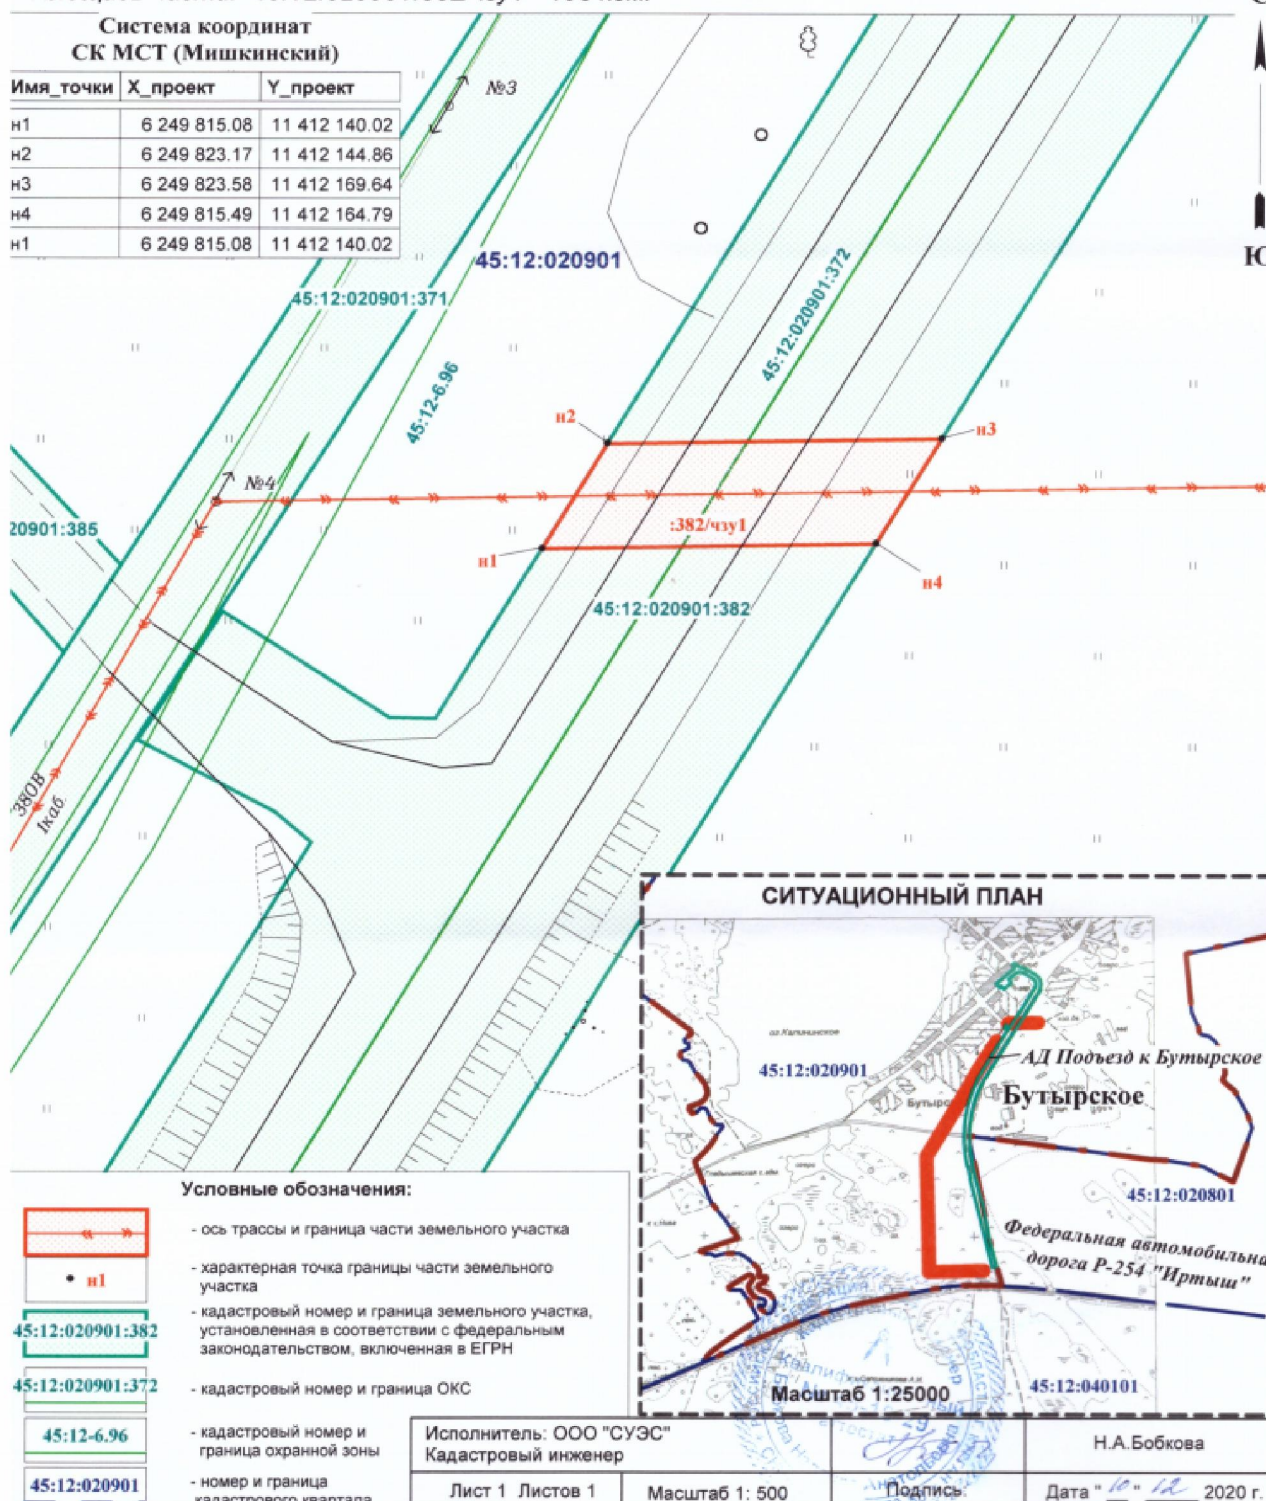 Система координат
СК МСТ (Мишкинский)
Имя_точки X_проект Y_проект
н1 6 249 815.08 11 412 140.02
н2 6 249 823.17 11 412 144.86
н3 6 249 823.58 11 412 169.64
н4 6 249 815.49 11 412 164.79
н1 6 249 815.08 11 412 140.02
№3
Ю
45:12:020901
45:12:020901:371
45:12:020901:372
45:12-6.96
н2
н3
№4
20901:385
:382/чзу1
н1
н4
45:12:020901:382
380В
1каб.
СИТУАЦИОННЫЙ ПЛАН
оз.Калининское
45:12:020901
АД Подъезд к Бутырское
Бутырское
45:12:020801
Федеральная автомобильна
дорога Р-254 "Иртыш"
Масштаб 1:25000
45:12:040101
Условные обозначения:
- ось трассы и граница части земельного участка
н1
- характерная точка границы части земельного
участка
45:12:020901:382
- кадастровый номер и граница земельного участка,
установленная в соответствии с федеральным
законодательством, включенная в ЕГРН
45:12:020901:372
- кадастровый номер и граница ОКС
45:12-6.96
- кадастровый номер и
граница охранной зоны
45:12:020901
- номер и граница
кадастрового квартала
Исполнитель: ООО "СУЭС"
Кадастровый инженер
Н.А.Бобкова
Лист 1 Листов 1
Масштаб 1: 500
Подпись:
Дата "10" 12 2020 г.